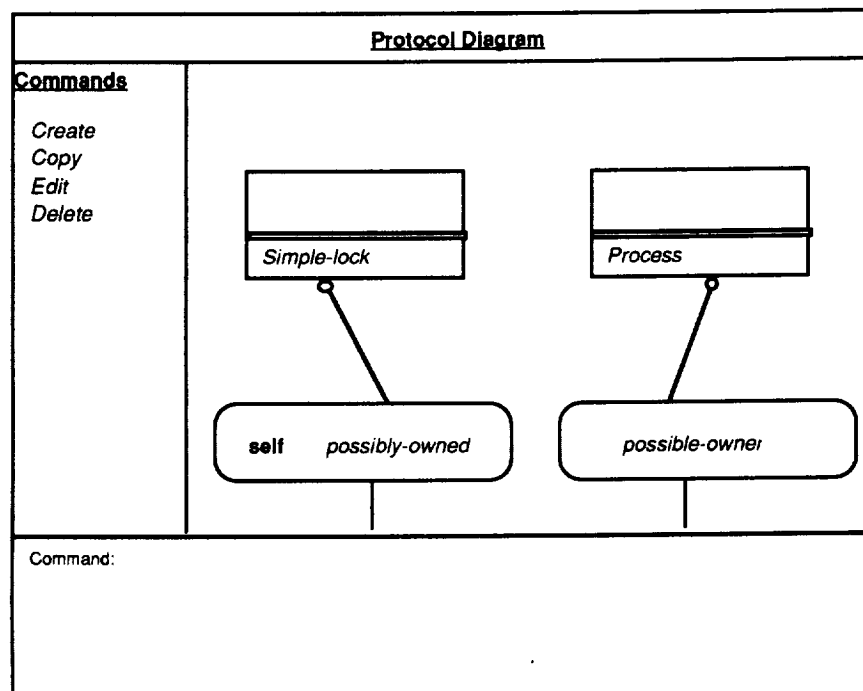 Protocol Diagram
Commands
Create
Copy
Edit
Delete
Simple-lock
Process
self possibly-owned
possible-owner
Command: